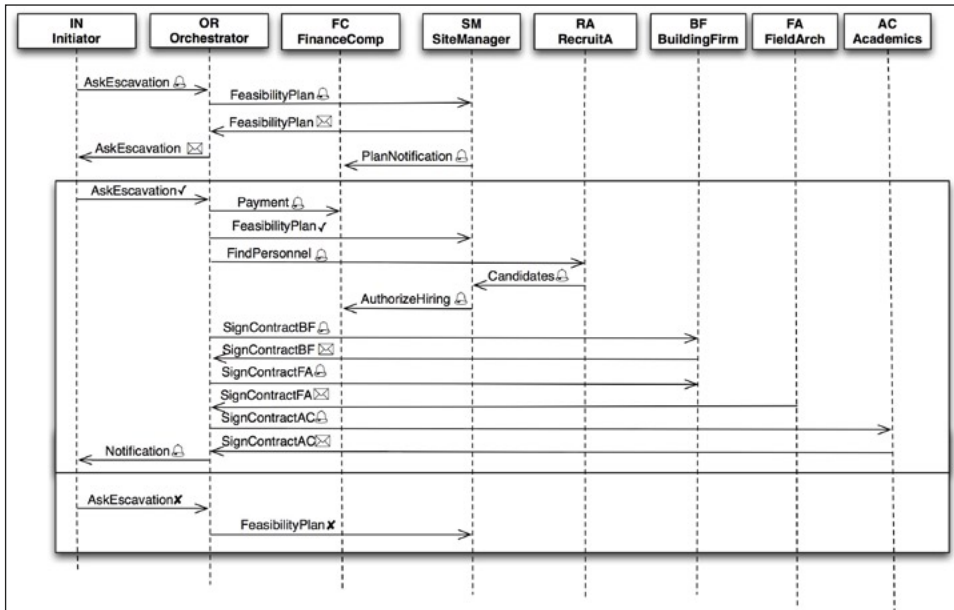 IN
Initiator
OR
Orchestrator
FC
FinanceComp
SM
SiteManager
RA
RecruitA
BF
BuildingFirm
FA
FieldArch
AC
Academics
AskEscavation
FeasibilityPlan
FeasibilityPlan
AskEscavation
PlanNotification
AskEscavation✓
Payment
FeasibilityPlan✓
FindPersonnel
Candidates
AuthorizeHiring
SignContractBF
SignContractBF
SignContractFA
SignContractFA
SignContractAC
SignContractAC
Notification
AskEscavation✘
FeasibilityPlan✘